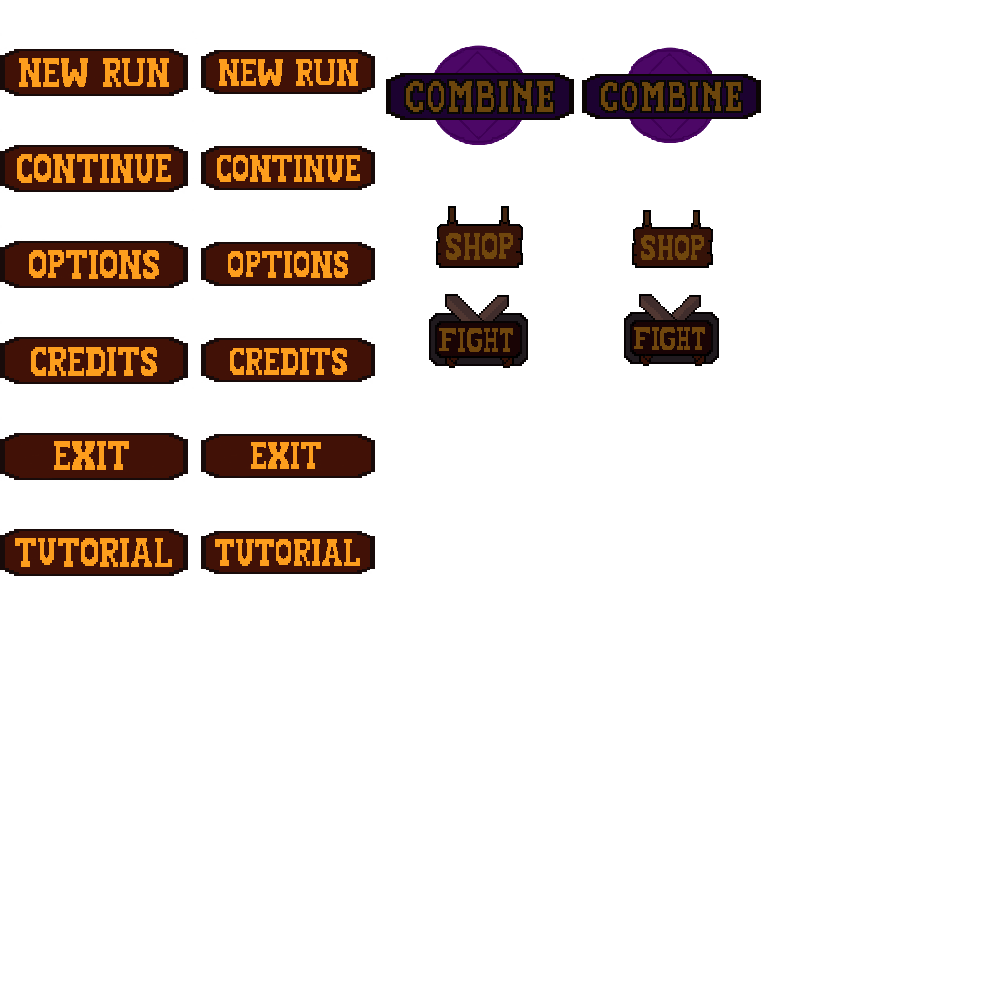 NEW RUN NEW RUN COMBINE COMBINE
CONTINUE CONTINUE
OPTIONS OPTIONS SHOP SHOP
CREDITS CREDITS FIGHT FIGHT
EXIT EXIT
TUTORIAL TUTORIAL